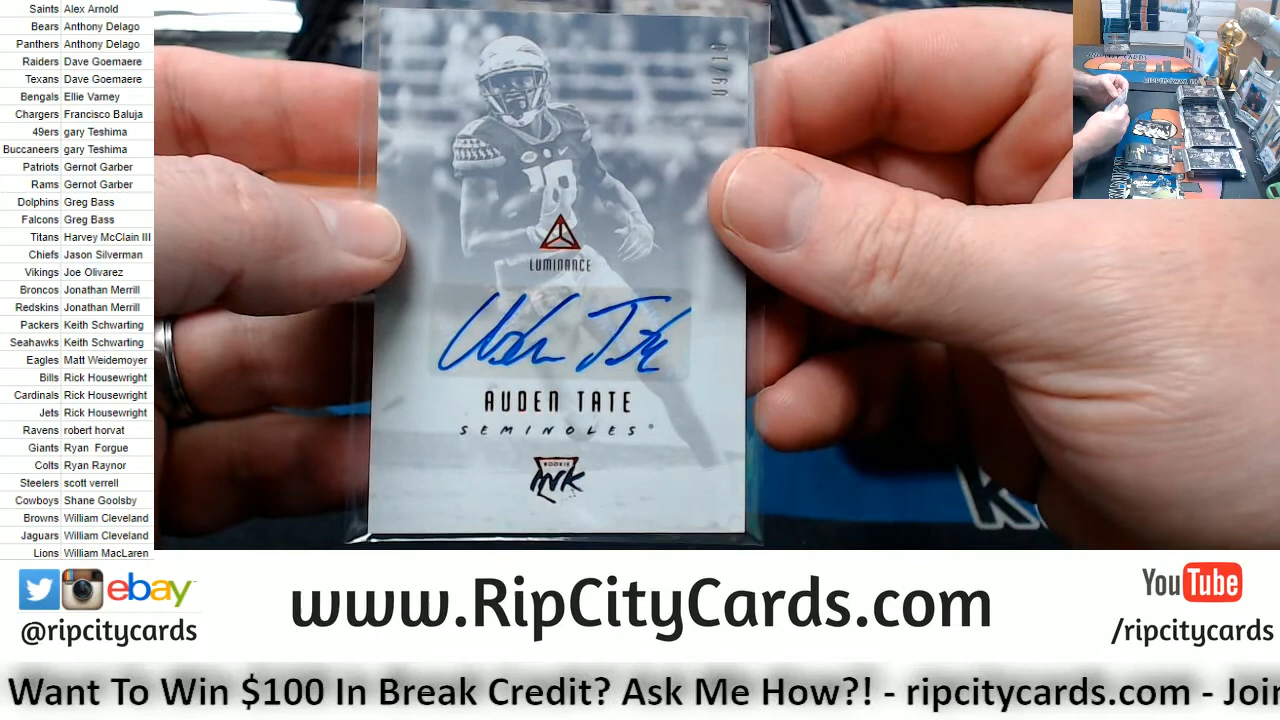 Saints Alex Arnold
Bears Anthony Delago
Panthers Anthony Delago
Raiders Dave Goemaere
Texans Dave Goemaere
Bengals Ellie Varney
Chargers Francisco Baluja
49ers gary Teshima
Buccaneers gary Teshima
Patriots Gernot Garber
Rams Gernot Garber
Dolphins Greg Bass
Falcons Greg Bass
Titans Harvey McClain III
Chiefs Jason Silverman
Vikings Joe Olivarez
Broncos Jonathan Merrill
Redskins Jonathan Merrill
Packers Keith Schwarting
Seahawks Keith Schwarting
Eagles Matt Weidemoyer
Bills Rick Housewright
Cardinals Rick Housewright
Jets Rick Housewright
Ravens robert horvat
Giants Ryan Forgue
Colts Ryan Raynor
Steelers scott verrell
Cowboys Shane Goolsby
Browns William Cleveland
Jaguars William Cleveland
Lions William MacLaren
09/10
18
LUMINANCE
AUDEN TATE
SEMINOLES
ROOKIE
INK
ebay
@ripcitycards
www.RipCityCards.com
YouTube
/ripcitycards
Want To Win $100 In Break Credit? Ask Me How?! - ripcitycards.com - Join